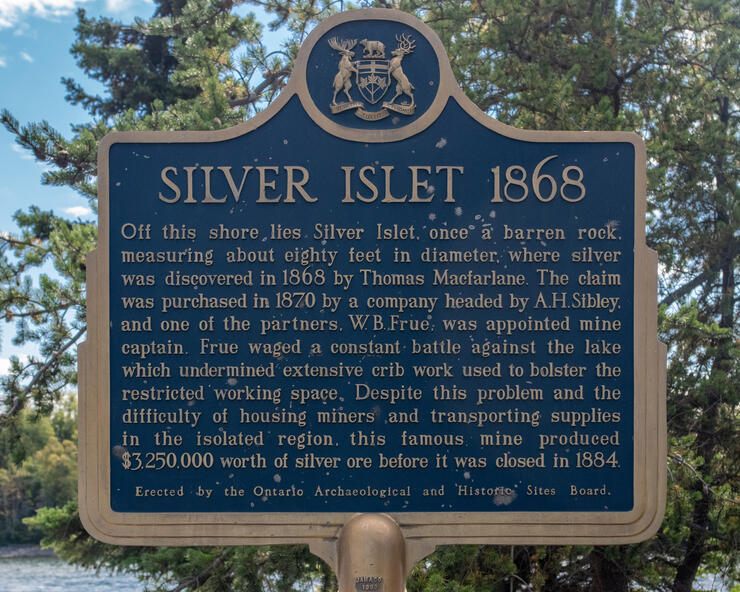 SILVER ISLET 1868
Off this shore lies Silver Islet, once a barren rock,
measuring about eighty feet in diameter, where silver
was discovered in 1868 by Thomas Macfarlane. The claim
was purchased in 1870 by a company headed by A.H. Sibley,
and one of the partners, W.B. Frue, was appointed mine
captain. Frue waged a constant battle against the lake
which undermined extensive crib work used to bolster the
restricted working space. Despite this problem and the
difficulty of housing miners and transporting supplies
in the isolated region, this famous mine produced
$3,250,000 worth of silver ore before it was closed in 1884.
Erected by the Ontario Archaeological and Historic Sites Board.